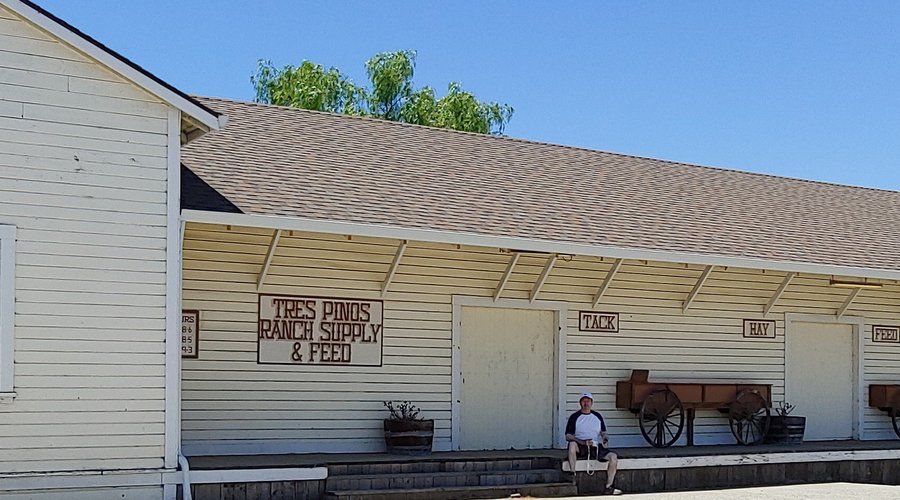 TRES PINOS
RANCH SUPPLY
& FEED
TACK
HAY
FEED